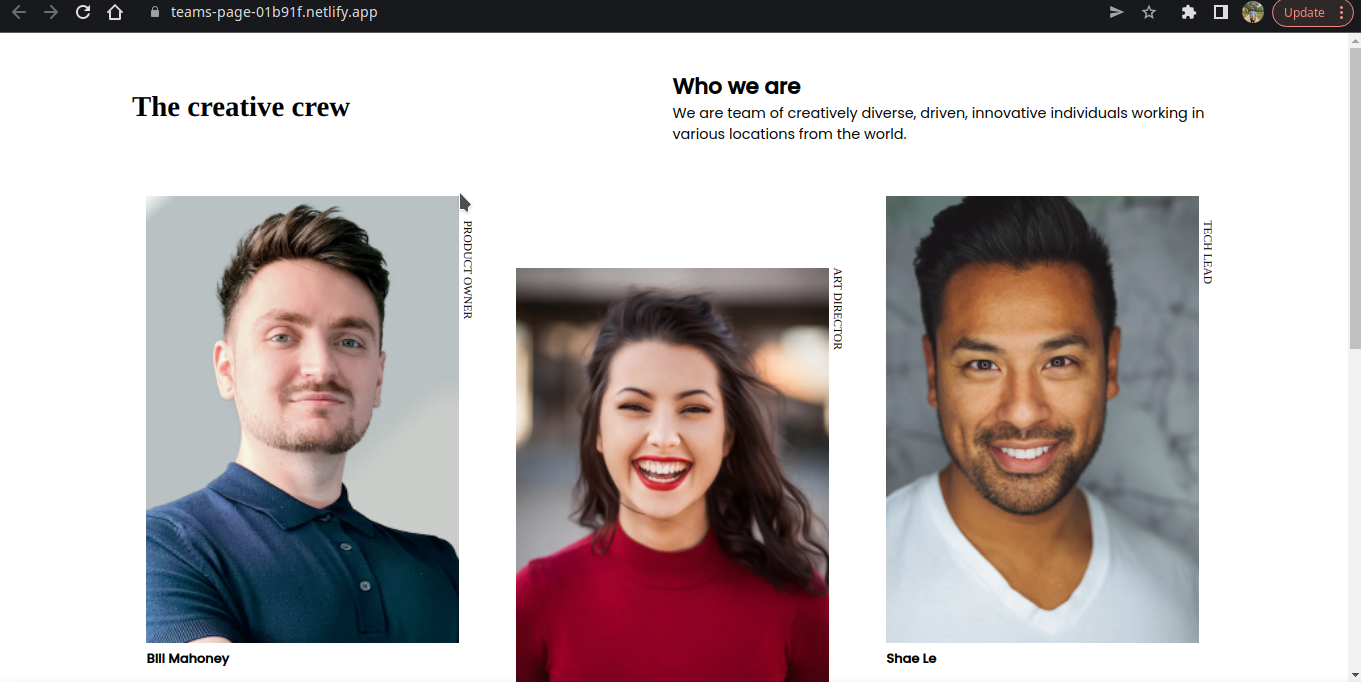 teams-page-01b91f.netlify.app
Update
The creative crew
Who we are
We are team of creatively diverse, driven, innovative individuals working in
various locations from the world.
PRODUCT OWNER
ART DIRECTOR
TECH LEAD
Bill Mahoney
Shae Le